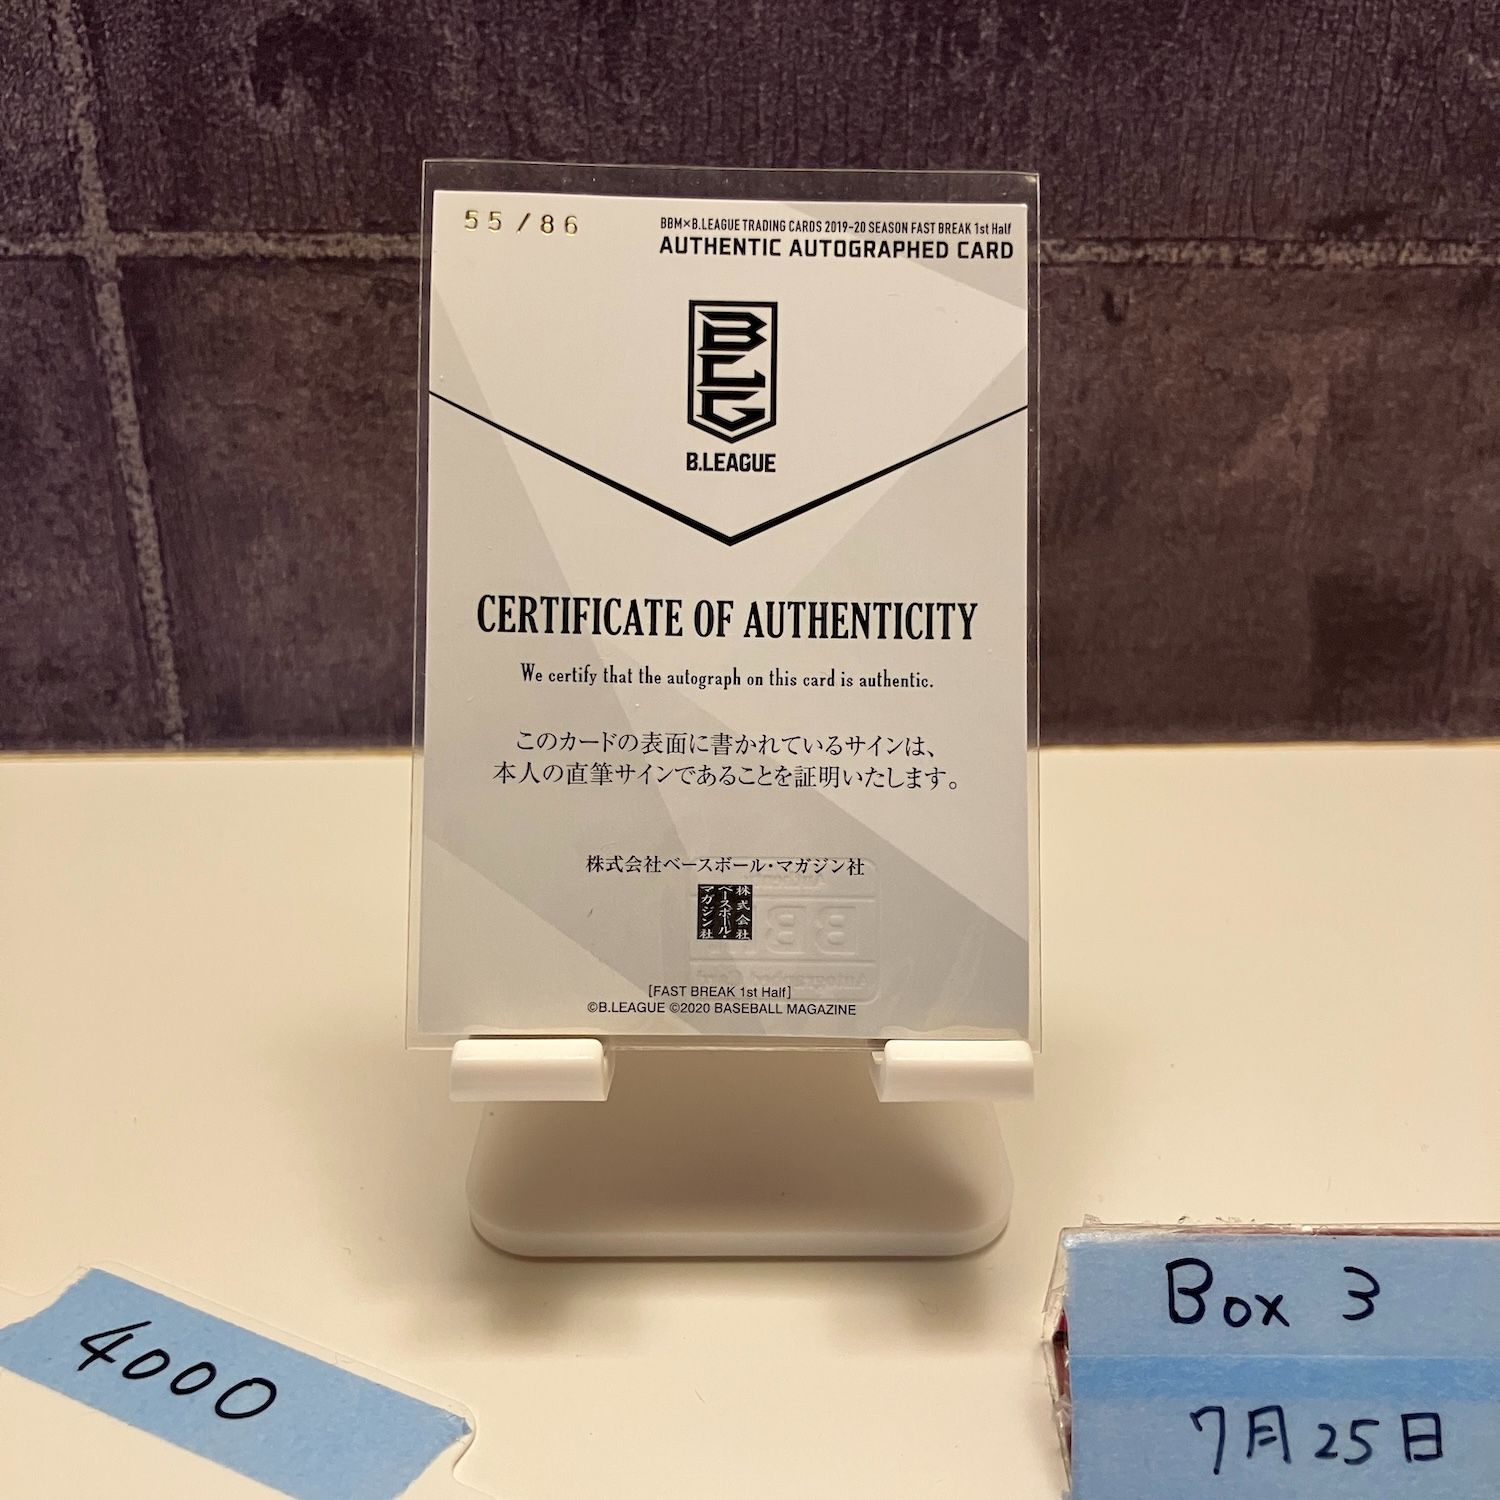 55/86
BBM×B.LEAGUE TRADING CARDS 2019-20 SEASON FAST BREAK 1st Half
AUTHENTIC AUTOGRAPHED CARD
BLG
B.LEAGUE
CERTIFICATE OF AUTHENTICITY
We certify that the autograph on this card is authentic.
このカードの表面に書かれているサインは、
本人の直筆サインであることを証明いたします。
株式会社ベースボール・マガジン社
株式会社
ベースボール・
マガジン社
[FAST BREAK 1st Half]
©B.LEAGUE ©2020 BASEBALL MAGAZINE
4000
Box 3
7月25日